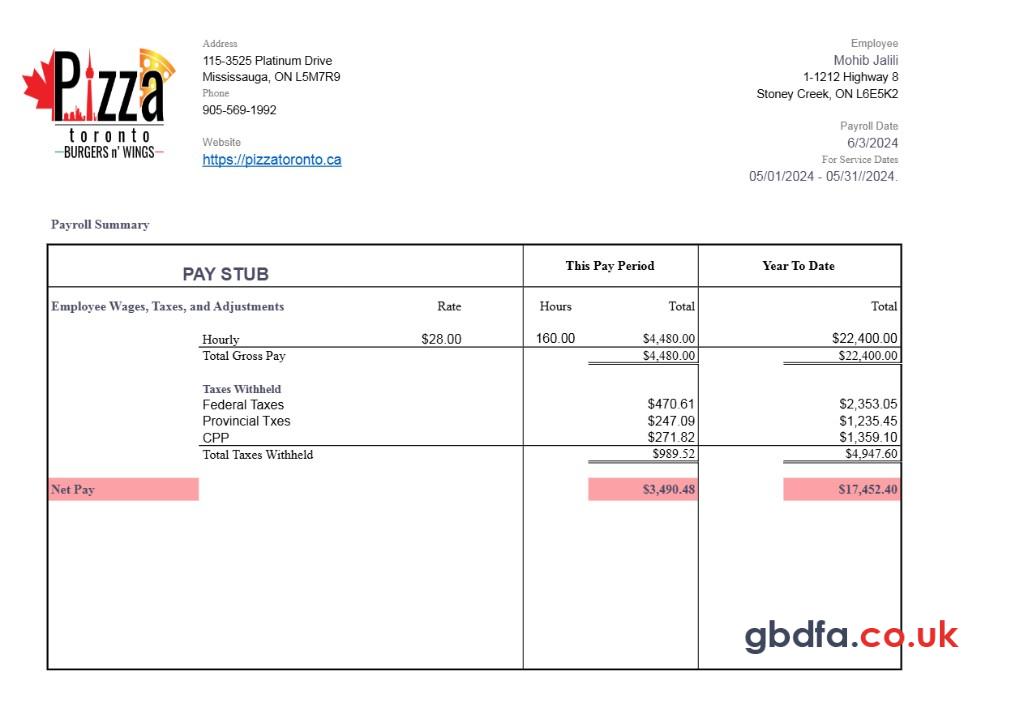 Pizza
toronto
BURGERS n' WINGS
Address
115-3525 Platinum Drive
Mississauga, ON L5M7R9
Phone
905-569-1992
Website
https://pizzatoronto.ca
Employee
Mohib Jalili
1-1212 Highway 8
Stoney Creek, ON L6E5K2
Payroll Date
6/3/2024
For Service Dates
05/01/2024 - 05/31//2024.
Payroll Summary
PAY STUB This Pay Period Year To Date
Employee Wages, Taxes, and Adjustments Rate Hours Total Total
Hourly $28.00 160.00 $4,480.00 $22,400.00
Total Gross Pay $4,480.00 $22,400.00
Taxes Withheld
Federal Taxes $470.61 $2,353.05
Provincial Txes $247.09 $1,235.45
CPP $271.82 $1,359.10
Total Taxes Withheld $989.52 $4,947.60
Net Pay $3,490.48 $17,452.40
gbdfa.co.uk